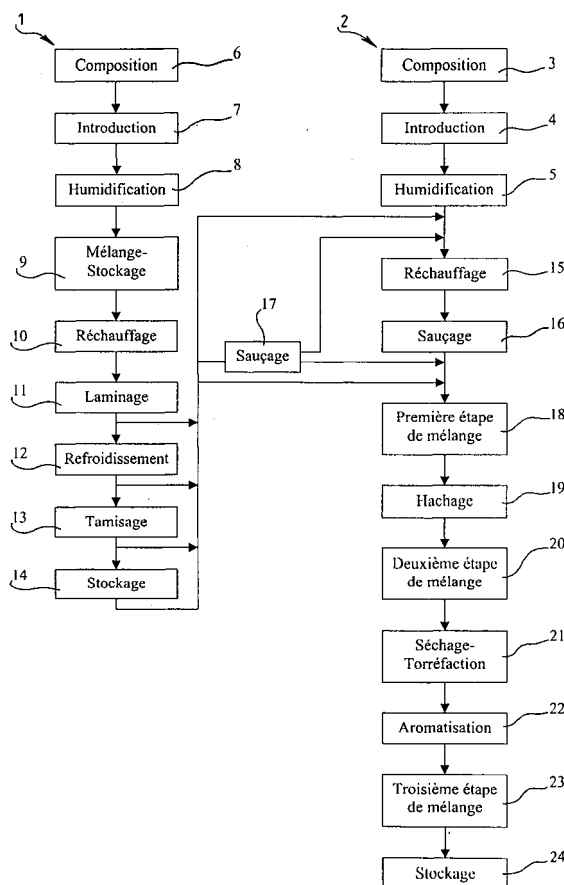 1
Composition
6
Introduction
7
Humidification
8
Mélange-
Stockage
9
Réchauffage
10
Laminage
11
Refroidissement
12
Tamisage
13
Stockage
14
Sauçage
17
2
Composition
3
Introduction
4
Humidification
5
Réchauffage
15
Sauçage
16
Première étape
de mélange
18
Hachage
19
Deuxième étape
de mélange
20
Séchage-
Torréfaction
21
Aromatisation
22
Troisième étape
de mélange
23
Stockage
24